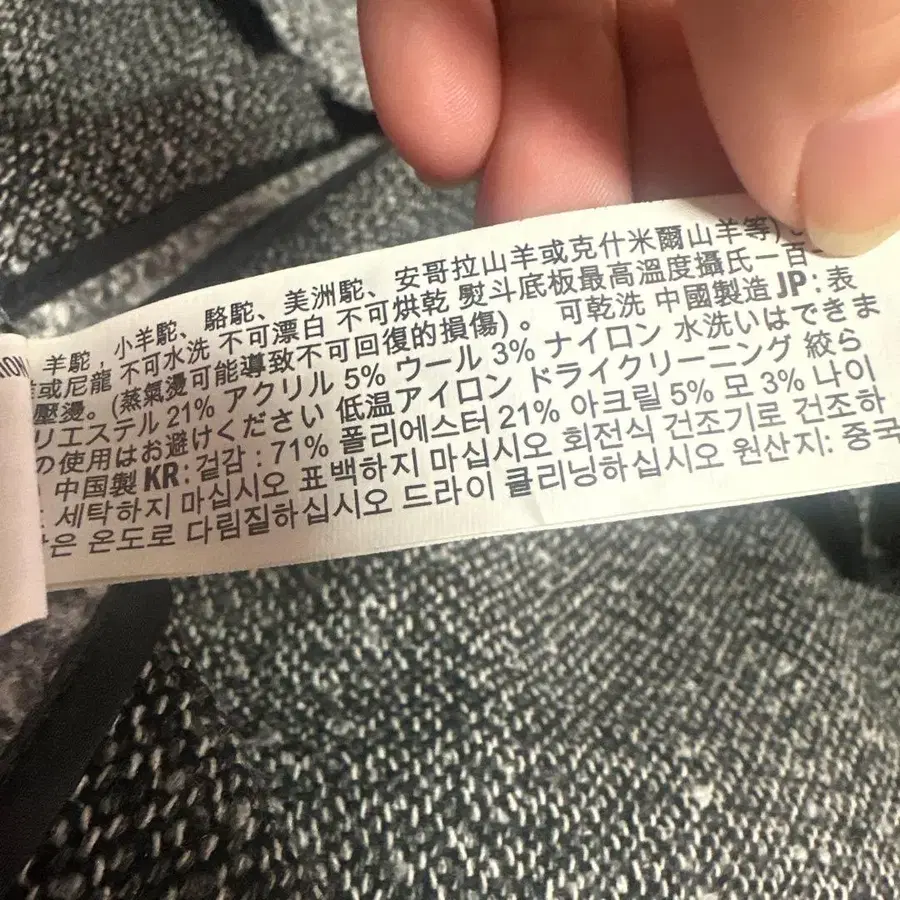 羊駝，小羊駝、駱駝、美洲駝、安哥拉山羊或克什米爾山羊等)
或尼龍 不可水洗 不可漂白 不可烘乾 熨斗底板最高溫度攝氏一百
壓燙。(蒸氣燙可能導致不可回復的損傷) 。 可乾洗 中國製造 JP: 表
リエステル 21% アクリル 5% ウール 3% ナイロン 水洗いはできま
の使用はお避けください 低温アイロン ドライクリーニング 絞ら
中国製 KR: 겉감 : 71% 폴리에스터 21% 아크릴 5% 모 3% 나이
세탁하지 마십시오 표백하지 마십시오 회전식 건조기로 건조하
은 온도로 다림질하십시오 드라이 클리닝하십시오 원산지: 중국